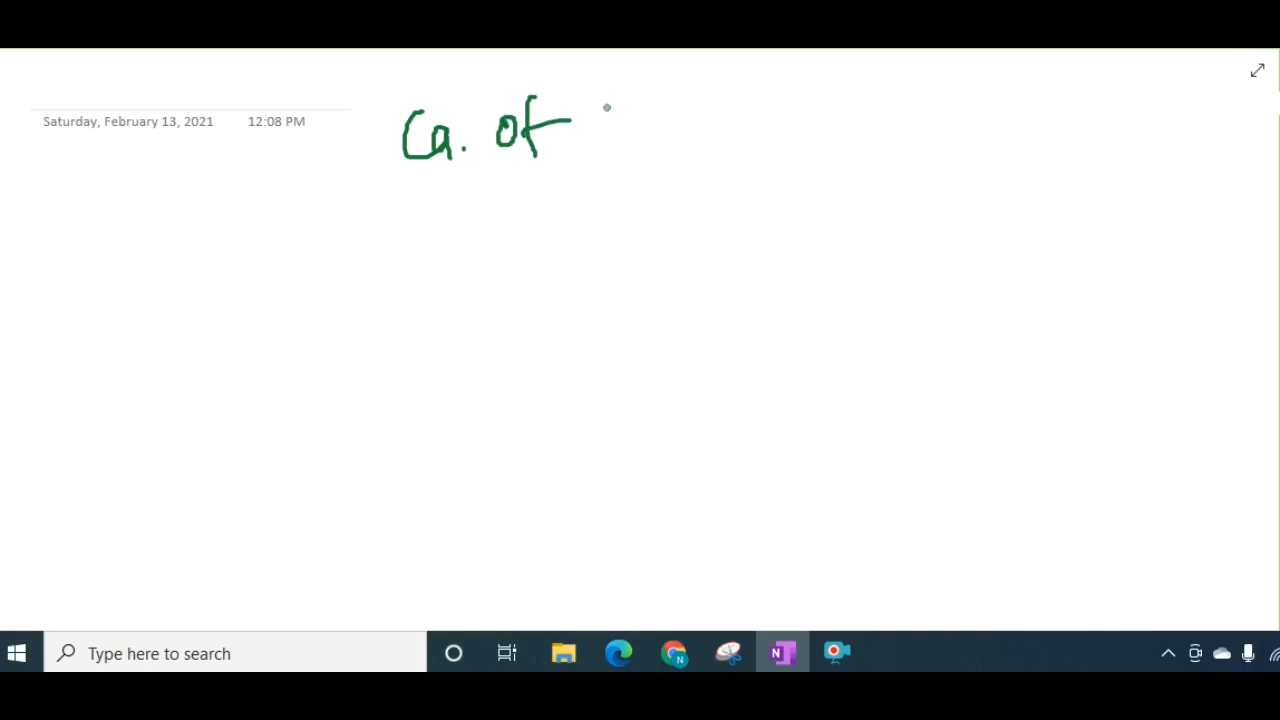 Ca. of
Saturday, February 13, 2021 12:08 PM
Type here to search
N
N